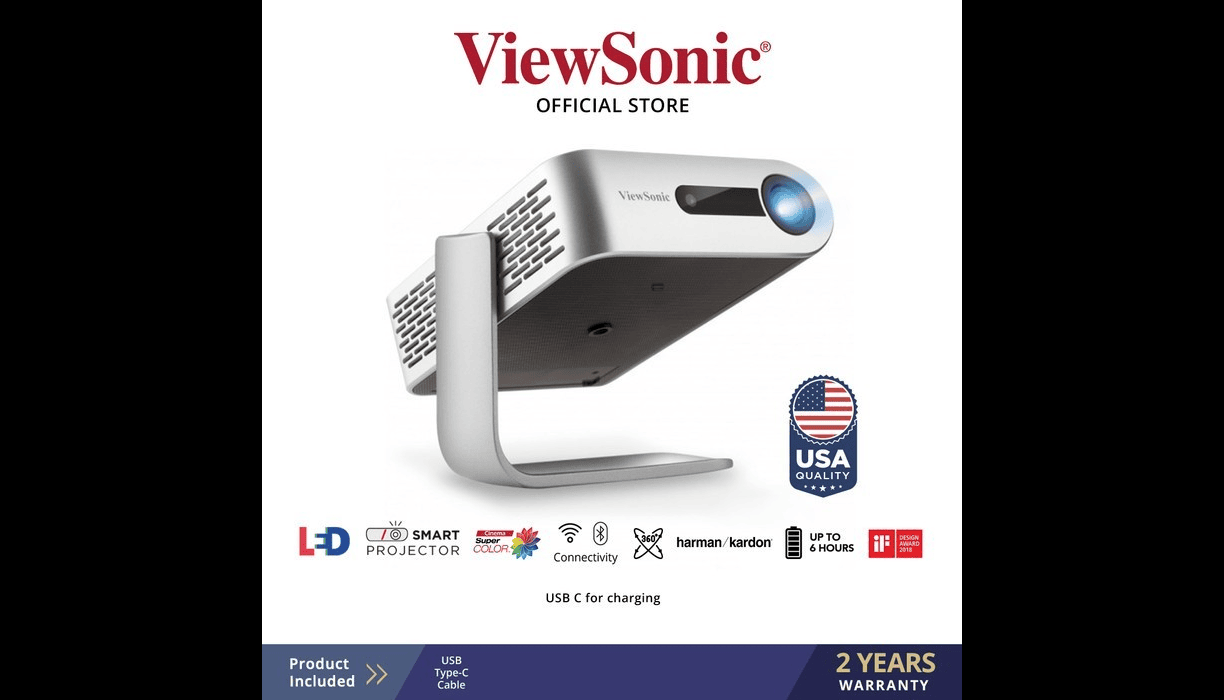 ViewSonic®
OFFICIAL STORE
ViewSonic
USA
QUALITY
LED
SMART
PROJECTOR
Cinema
Super
COLOR
Connectivity
360°
harman/kardon
UP TO
6 HOURS
iF
DESIGN
AWARD
2018
USB C for charging
Product
Included
USB
Type-C
Cable
2 YEARS
WARRANTY